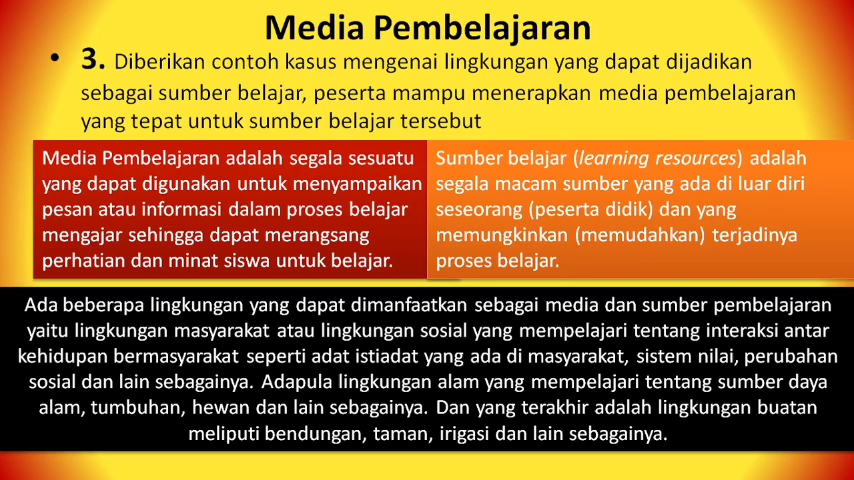 Media Pembelajaran
• 3. Diberikan contoh kasus mengenai lingkungan yang dapat dijadikan
sebagai sumber belajar, peserta mampu menerapkan media pembelajaran
yang tepat untuk sumber belajar tersebut
Media Pembelajaran adalah segala sesuatu
yang dapat digunakan untuk menyampaikan
pesan atau informasi dalam proses belajar
mengajar sehingga dapat merangsang
perhatian dan minat siswa untuk belajar.
Sumber belajar (learning resources) adalah
segala macam sumber yang ada di luar diri
seseorang (peserta didik) dan yang
memungkinkan (memudahkan) terjadinya
proses belajar.
Ada beberapa lingkungan yang dapat dimanfaatkan sebagai media dan sumber pembelajaran
yaitu lingkungan masyarakat atau lingkungan sosial yang mempelajari tentang interaksi antar
kehidupan bermasyarakat seperti adat istiadat yang ada di masyarakat, sistem nilai, perubahan
sosial dan lain sebagainya. Adapula lingkungan alam yang mempelajari tentang sumber daya
alam, tumbuhan, hewan dan lain sebagainya. Dan yang terakhir adalah lingkungan buatan
meliputi bendungan, taman, irigasi dan lain sebagainya.